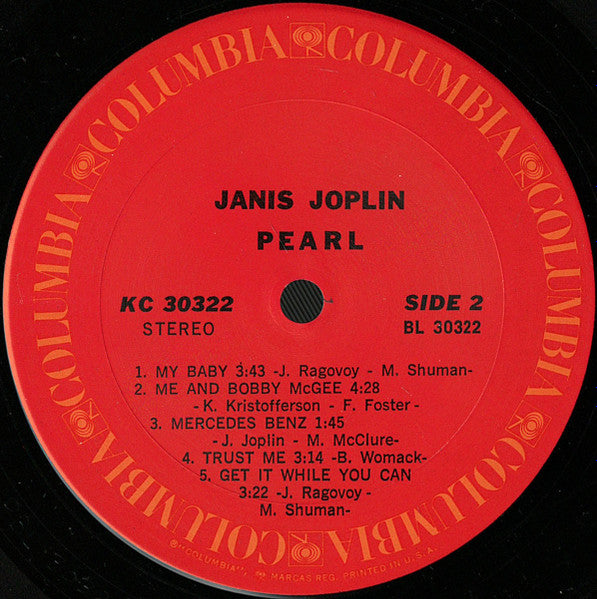 COLUMBIA COLUMBIA COLUMBIA COLUMBIA COLUMBIA COLUMBIA
JANIS JOPLIN
PEARL
KC 30322 SIDE 2
STEREO BL 30322
1. MY BABY 3:43 -J. Ragovoy - M. Shuman-
2. ME AND BOBBY McGEE 4:28
-K. Kristofferson - F. Foster-
3. MERCEDES BENZ 1:45
-J. Joplin - M. McClure-
4. TRUST ME 3:14 -B. Womack-
5. GET IT WHILE YOU CAN
3:22 -J. Ragovoy -
M. Shuman-
®"COLUMBIA", MARCAS REG. PRINTED IN U.S.A.